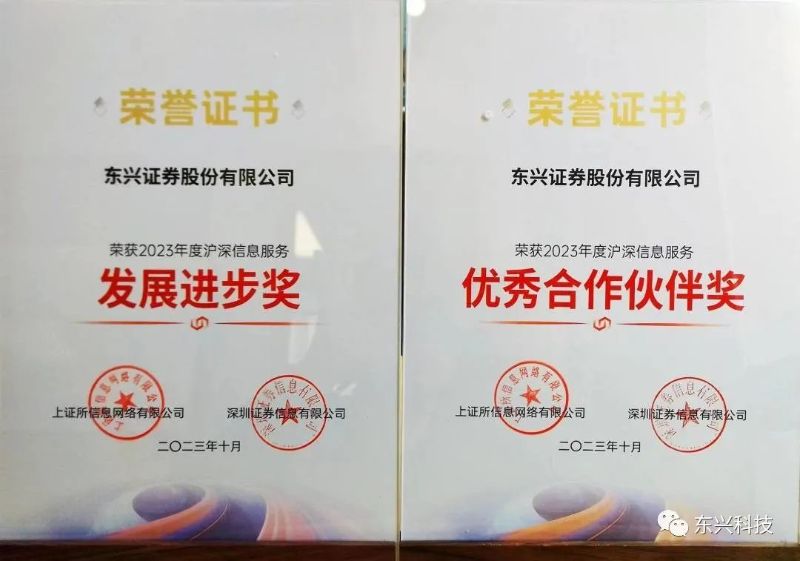 荣誉证书
东兴证券股份有限公司
荣获2023年度沪深信息服务
发展进步奖
上证所信息网络有限公司
深圳证券信息有限公司
二〇二三年十月
荣誉证书
东兴证券股份有限公司
荣获2023年度沪深信息服务
优秀合作伙伴奖
上证所信息网络有限公司
深圳证券信息有限公司
二〇二三年十月
东兴科技